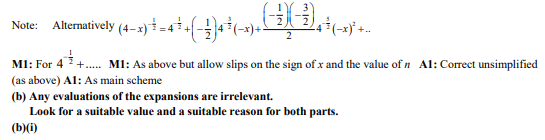 Note: Alternatively $(4-x)^{-\frac{1}{2}} = 4^{-\frac{1}{2}} + \left(-\frac{1}{2}\right)4^{-\frac{3}{2}}(-x) + \frac{\left(-\frac{1}{2}\right)\left(-\frac{3}{2}\right)}{2}4^{-\frac{5}{2}}(-x)^2 + ..$
M1: For $4^{-\frac{1}{2}}$ +..... M1: As above but allow slips on the sign of x and the value of n A1: Correct unsimplified
(as above) A1: As main scheme
(b) Any evaluations of the expansions are irrelevant.
Look for a suitable value and a suitable reason for both parts.
(b)(i)